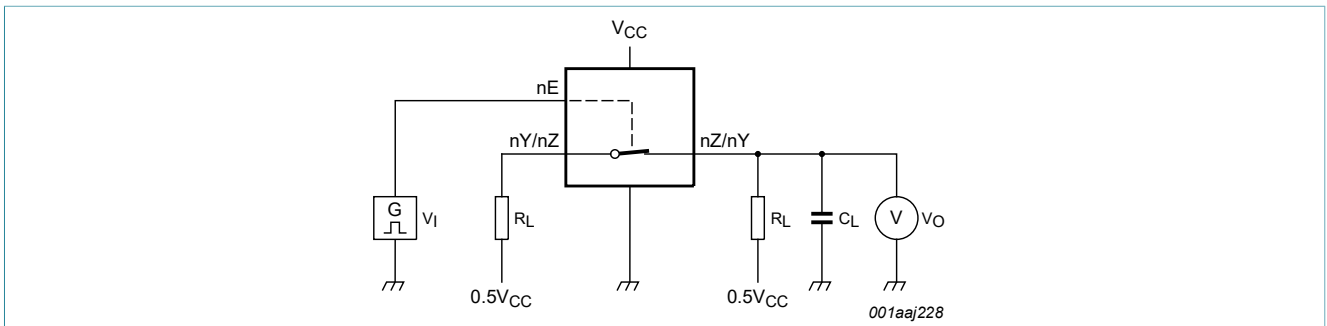 VCC
nE
nY/nZ
nZ/nY
G
VI
RL
RL
CL
V
VO
0.5VCC
0.5VCC
001aaj228